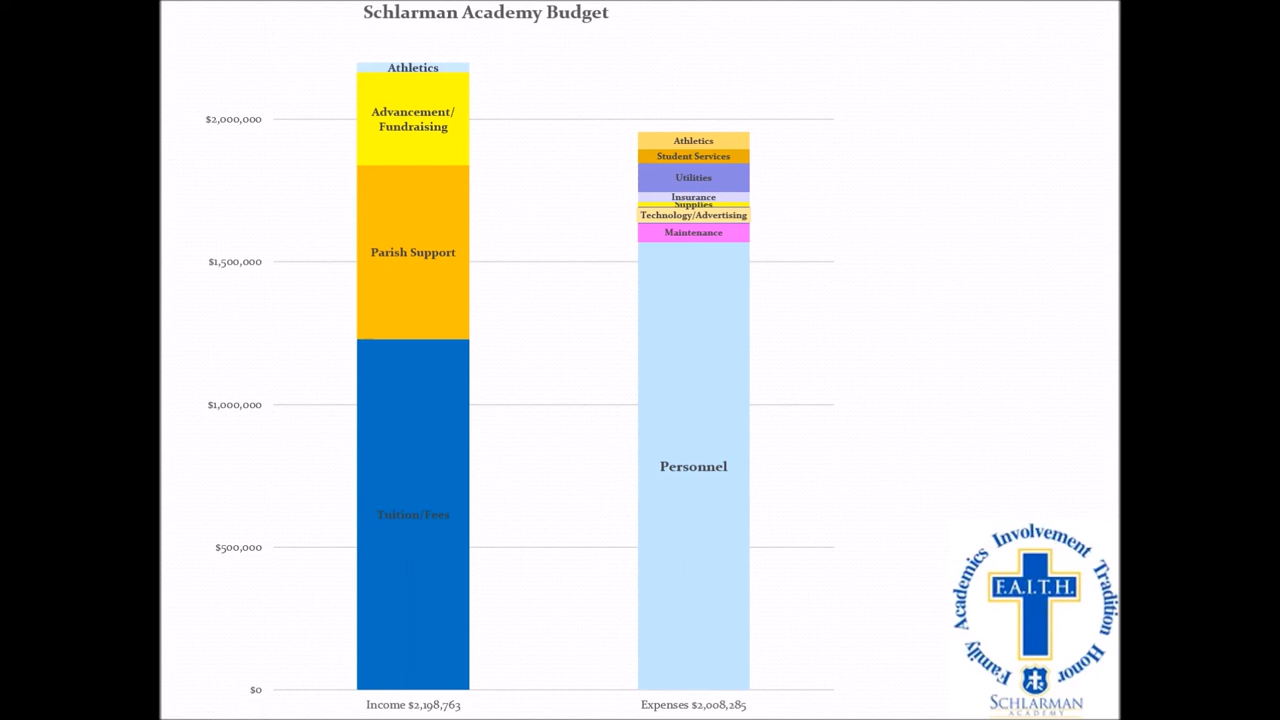 Schlarman Academy Budget
Athletics
Advancement/
Fundraising
Parish Support
Tuition/Fees
Athletics
Student Services
Utilities
Insurance
Supplies
Technology/Advertising
Maintenance
Personnel
$2,000,000
$1,500,000
$1,000,000
$500,000
$0
Income $2,198,763
Expenses $2,008,285
Family Academics Involvement Tradition Honor
F.A.I.T.H.
SCHLARMAN
ACADEMY